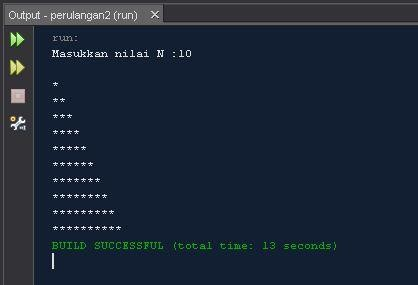 Output - perulangan2 (run)
run:
Masukkan nilai N :10
*
**
***
****
*****
******
*******
********
*********
**********
BUILD SUCCESSFUL (total time: 13 seconds)